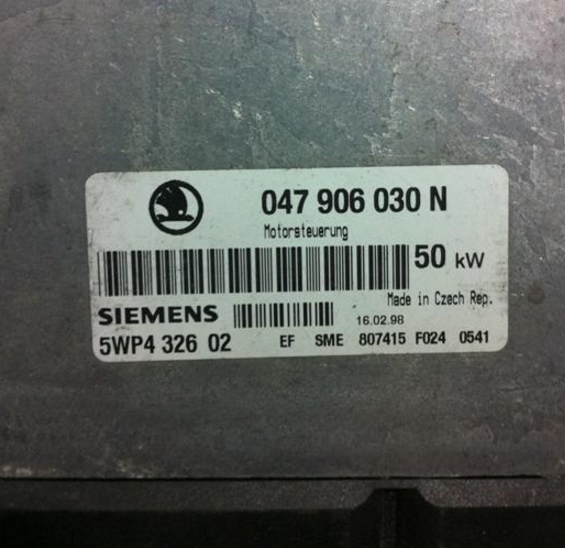 047 906 030 N
Motorsteuerung
50 kW
Made in Czech Rep.
SIEMENS
16.02.98
5WP4 326 02 EF SME 807415 F024 0541